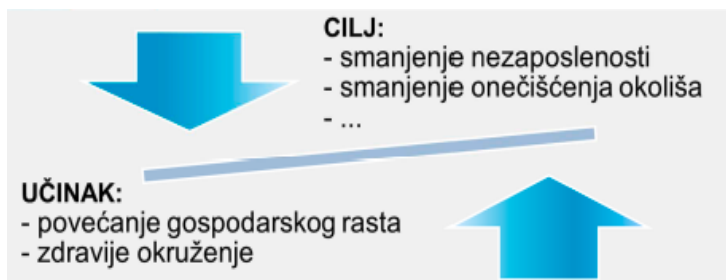 CILJ:
- smanjenje nezaposlenosti
- smanjenje onečišćenja okoliša
- ...
UČINAK:
- povećanje gospodarskog rasta
- zdravije okruženje